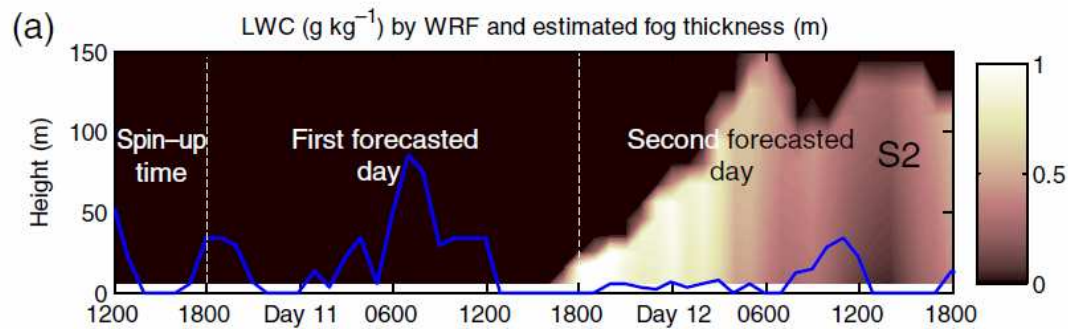 (a)
LWC (g kg⁻¹) by WRF and estimated fog thickness (m)
Height (m)
150
100
50
0
Spin–up
time
First forecasted
day
Second forecasted
day
S2
1200 1800 Day 11 0600 1200 1800 Day 12 0600 1200 1800
1
0.5
0